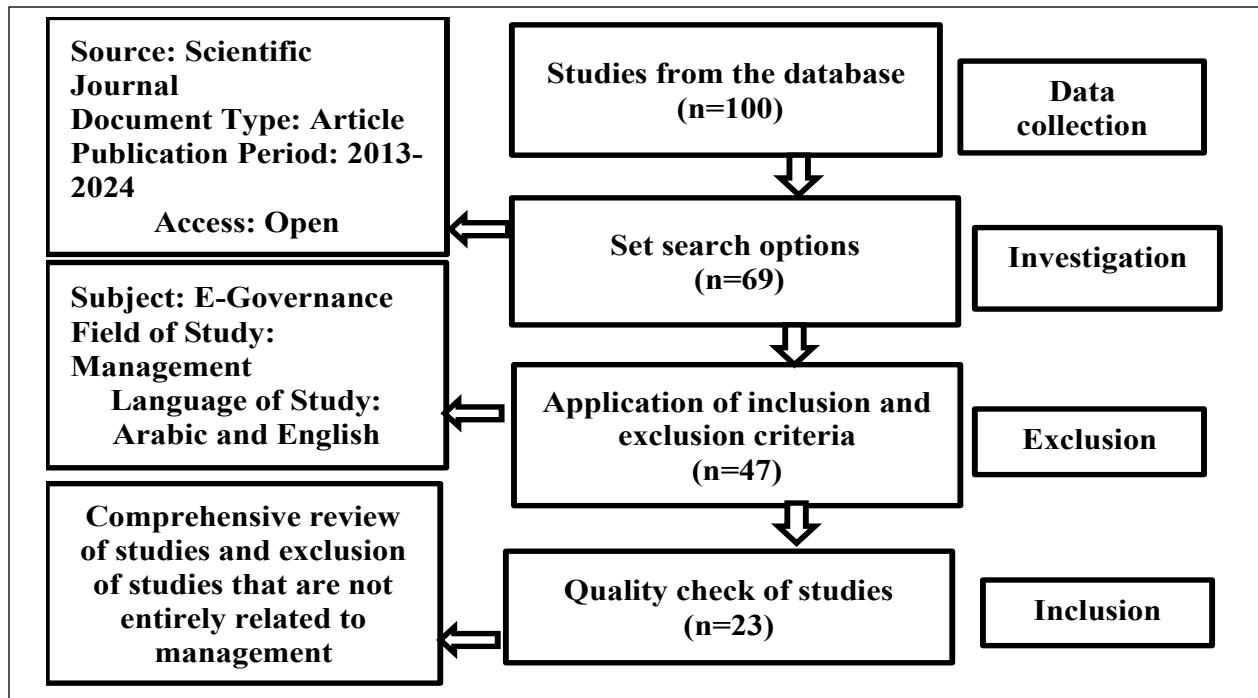 Source: Scientific
Journal
Document Type: Article
Publication Period: 2013-
2024
Access: Open
Studies from the database
(n=100)
Data
collection
Set search options
(n=69)
Investigation
Subject: E-Governance
Field of Study:
Management
Language of Study:
Arabic and English
Application of inclusion and
exclusion criteria
(n=47)
Exclusion
Comprehensive review
of studies and exclusion
of studies that are not
entirely related to
management
Quality check of studies
(n=23)
Inclusion